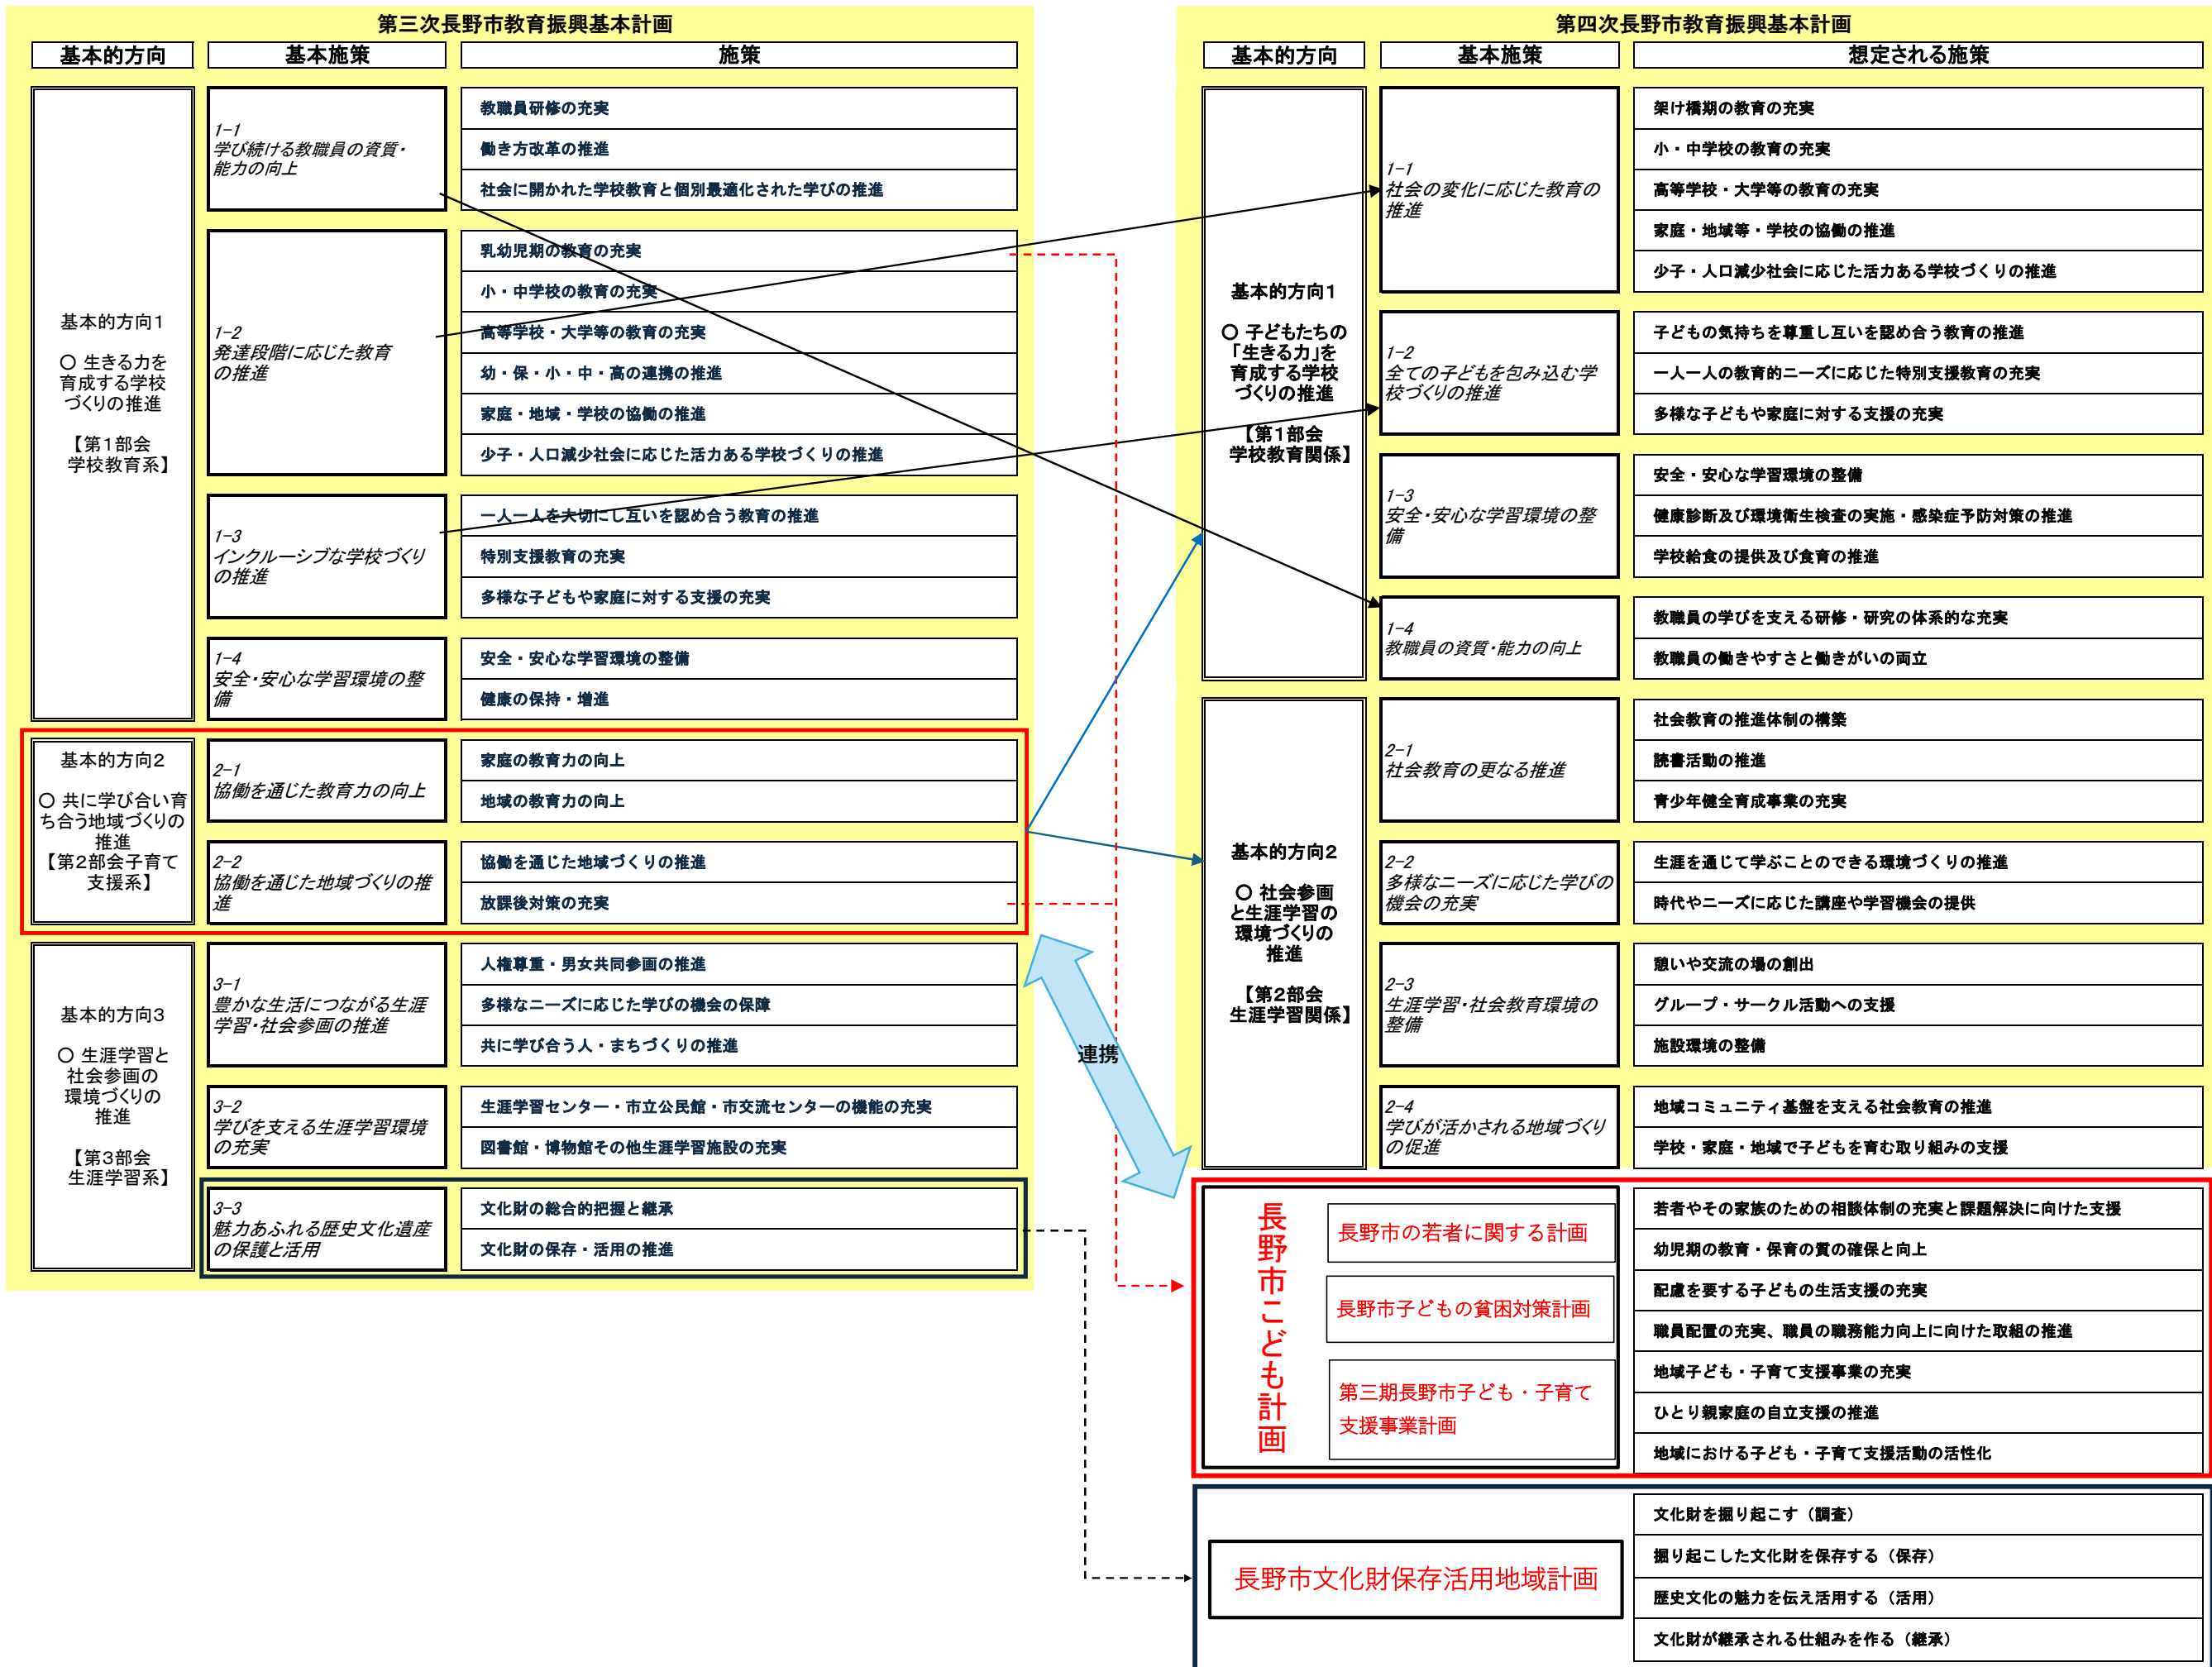 第三次長野市教育振興基本計画
基本的方向
基本施策
施策
基本的方向1
〇 生きる力を
育成する学校
づくりの推進
【第1部会
学校教育系】
1-1
学び続ける教職員の資質・
能力の向上
教職員研修の充実
働き方改革の推進
社会に開かれた学校教育と個別最適化された学びの推進
1-2
発達段階に応じた教育
の推進
乳幼児期の教育の充実
小・中学校の教育の充実
高等学校・大学等の教育の充実
幼・保・小・中・高の連携の推進
家庭・地域・学校の協働の推進
少子・人口減少社会に応じた活力ある学校づくりの推進
1-3
インクルーシブな学校づくり
の推進
一人一人を大切にし互いを認め合う教育の推進
特別支援教育の充実
多様な子どもや家庭に対する支援の充実
1-4
安全・安心な学習環境の整
備
安全・安心な学習環境の整備
健康の保持・増進
基本的方向2
〇 共に学び合い育
ち合う地域づくりの
推進
【第2部会子育て
支援系】
2-1
協働を通じた教育力の向上
家庭の教育力の向上
地域の教育力の向上
2-2
協働を通じた地域づくりの推
進
協働を通じた地域づくりの推進
放課後対策の充実
基本的方向3
〇 生涯学習と
社会参画の
環境づくりの
推進
【第3部会
生涯学習系】
3-1
豊かな生活につながる生涯
学習・社会参画の推進
人権尊重・男女共同参画の推進
多様なニーズに応じた学びの機会の保障
共に学び合う人・まちづくりの推進
3-2
学びを支える生涯学習環境
の充実
生涯学習センター・市立公民館・市交流センターの機能の充実
図書館・博物館その他生涯学習施設の充実
3-3
魅力あふれる歴史文化遺産
の保護と活用
文化財の総合的把握と継承
文化財の保存・活用の推進
連携
第四次長野市教育振興基本計画
基本的方向
基本施策
想定される施策
基本的方向1
〇 子どもたちの
「生きる力」を
育成する学校
づくりの推進
【第1部会
学校教育関係】
1-1
社会の変化に応じた教育の
推進
架け橋期の教育の充実
小・中学校の教育の充実
高等学校・大学等の教育の充実
家庭・地域等・学校の協働の推進
少子・人口減少社会に応じた活力ある学校づくりの推進
1-2
全ての子どもを包み込む学
校づくりの推進
子どもの気持ちを尊重し互いを認め合う教育の推進
一人一人の教育的ニーズに応じた特別支援教育の充実
多様な子どもや家庭に対する支援の充実
1-3
安全・安心な学習環境の整
備
安全・安心な学習環境の整備
健康診断及び環境衛生検査の実施・感染症予防対策の推進
学校給食の提供及び食育の推進
1-4
教職員の資質・能力の向上
教職員の学びを支える研修・研究の体系的な充実
教職員の働きやすさと働きがいの両立
基本的方向2
〇 社会参画
と生涯学習の
環境づくりの
推進
【第2部会
生涯学習関係】
2-1
社会教育の更なる推進
社会教育の推進体制の構築
読書活動の推進
青少年健全育成事業の充実
2-2
多様なニーズに応じた学びの
機会の充実
生涯を通じて学ぶことのできる環境づくりの推進
時代やニーズに応じた講座や学習機会の提供
2-3
生涯学習・社会教育環境の
整備
憩いや交流の場の創出
グループ・サークル活動への支援
施設環境の整備
2-4
学びが活かされる地域づくり
の促進
地域コミュニティ基盤を支える社会教育の推進
学校・家庭・地域で子どもを育む取り組みの支援
長野市こども計画
長野市の若者に関する計画
長野市子どもの貧困対策計画
第三期長野市子ども・子育て
支援事業計画
若者やその家族のための相談体制の充実と課題解決に向けた支援
幼児期の教育・保育の質の確保と向上
配慮を要する子どもの生活支援の充実
職員配置の充実、職員の職務能力向上に向けた取組の推進
地域子ども・子育て支援事業の充実
ひとり親家庭の自立支援の推進
地域における子ども・子育て支援活動の活性化
長野市文化財保存活用地域計画
文化財を掘り起こす（調査）
掘り起こした文化財を保存する（保存）
歴史文化の魅力を伝え活用する（活用）
文化財が継承される仕組みを作る（継承）